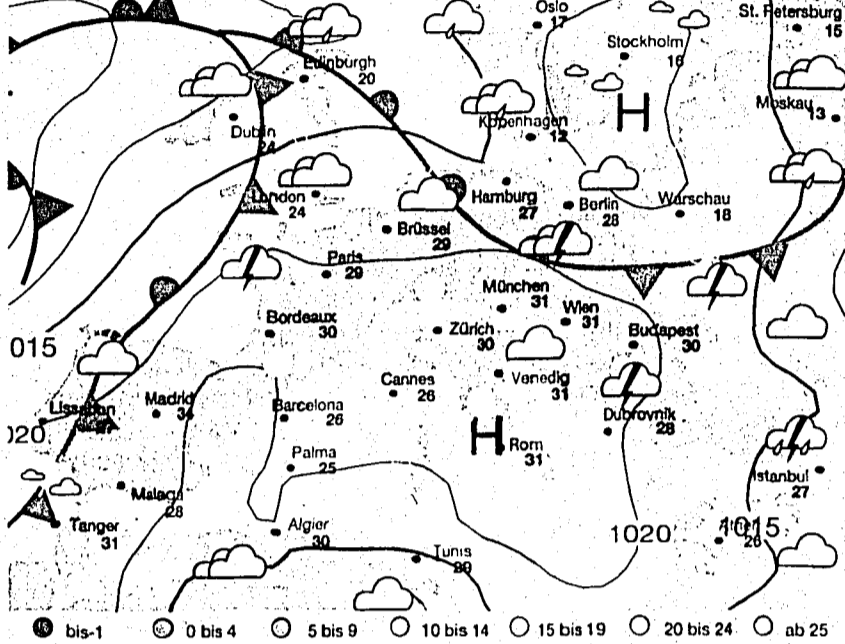 Oslo
17
St. Petersburg
15
Stockholm
16
Edinburgh
20
Moskau
13
Kopenhagen
Dublin
24
London
24
Hamburg
27
Berlin
28
Warschau
18
Brüssel
29
Paris
29
München
31
Wien
31
Bordeaux
30
Zürich
30
Budapest
30
015
Venedig
31
Cannes
26
Madrid
34
Lissabon
Barcelona
26
Dubrovnik
28
020
H
H
Rom
31
Palma
25
Istanbul
27
Malaga
28
Tanger
31
Algier
30
1020
1015
26
Tunis
29
bis-1
0 bis 4
5 bis 9
10 bis 14
15 bis 19
20 bis 24
ab 25